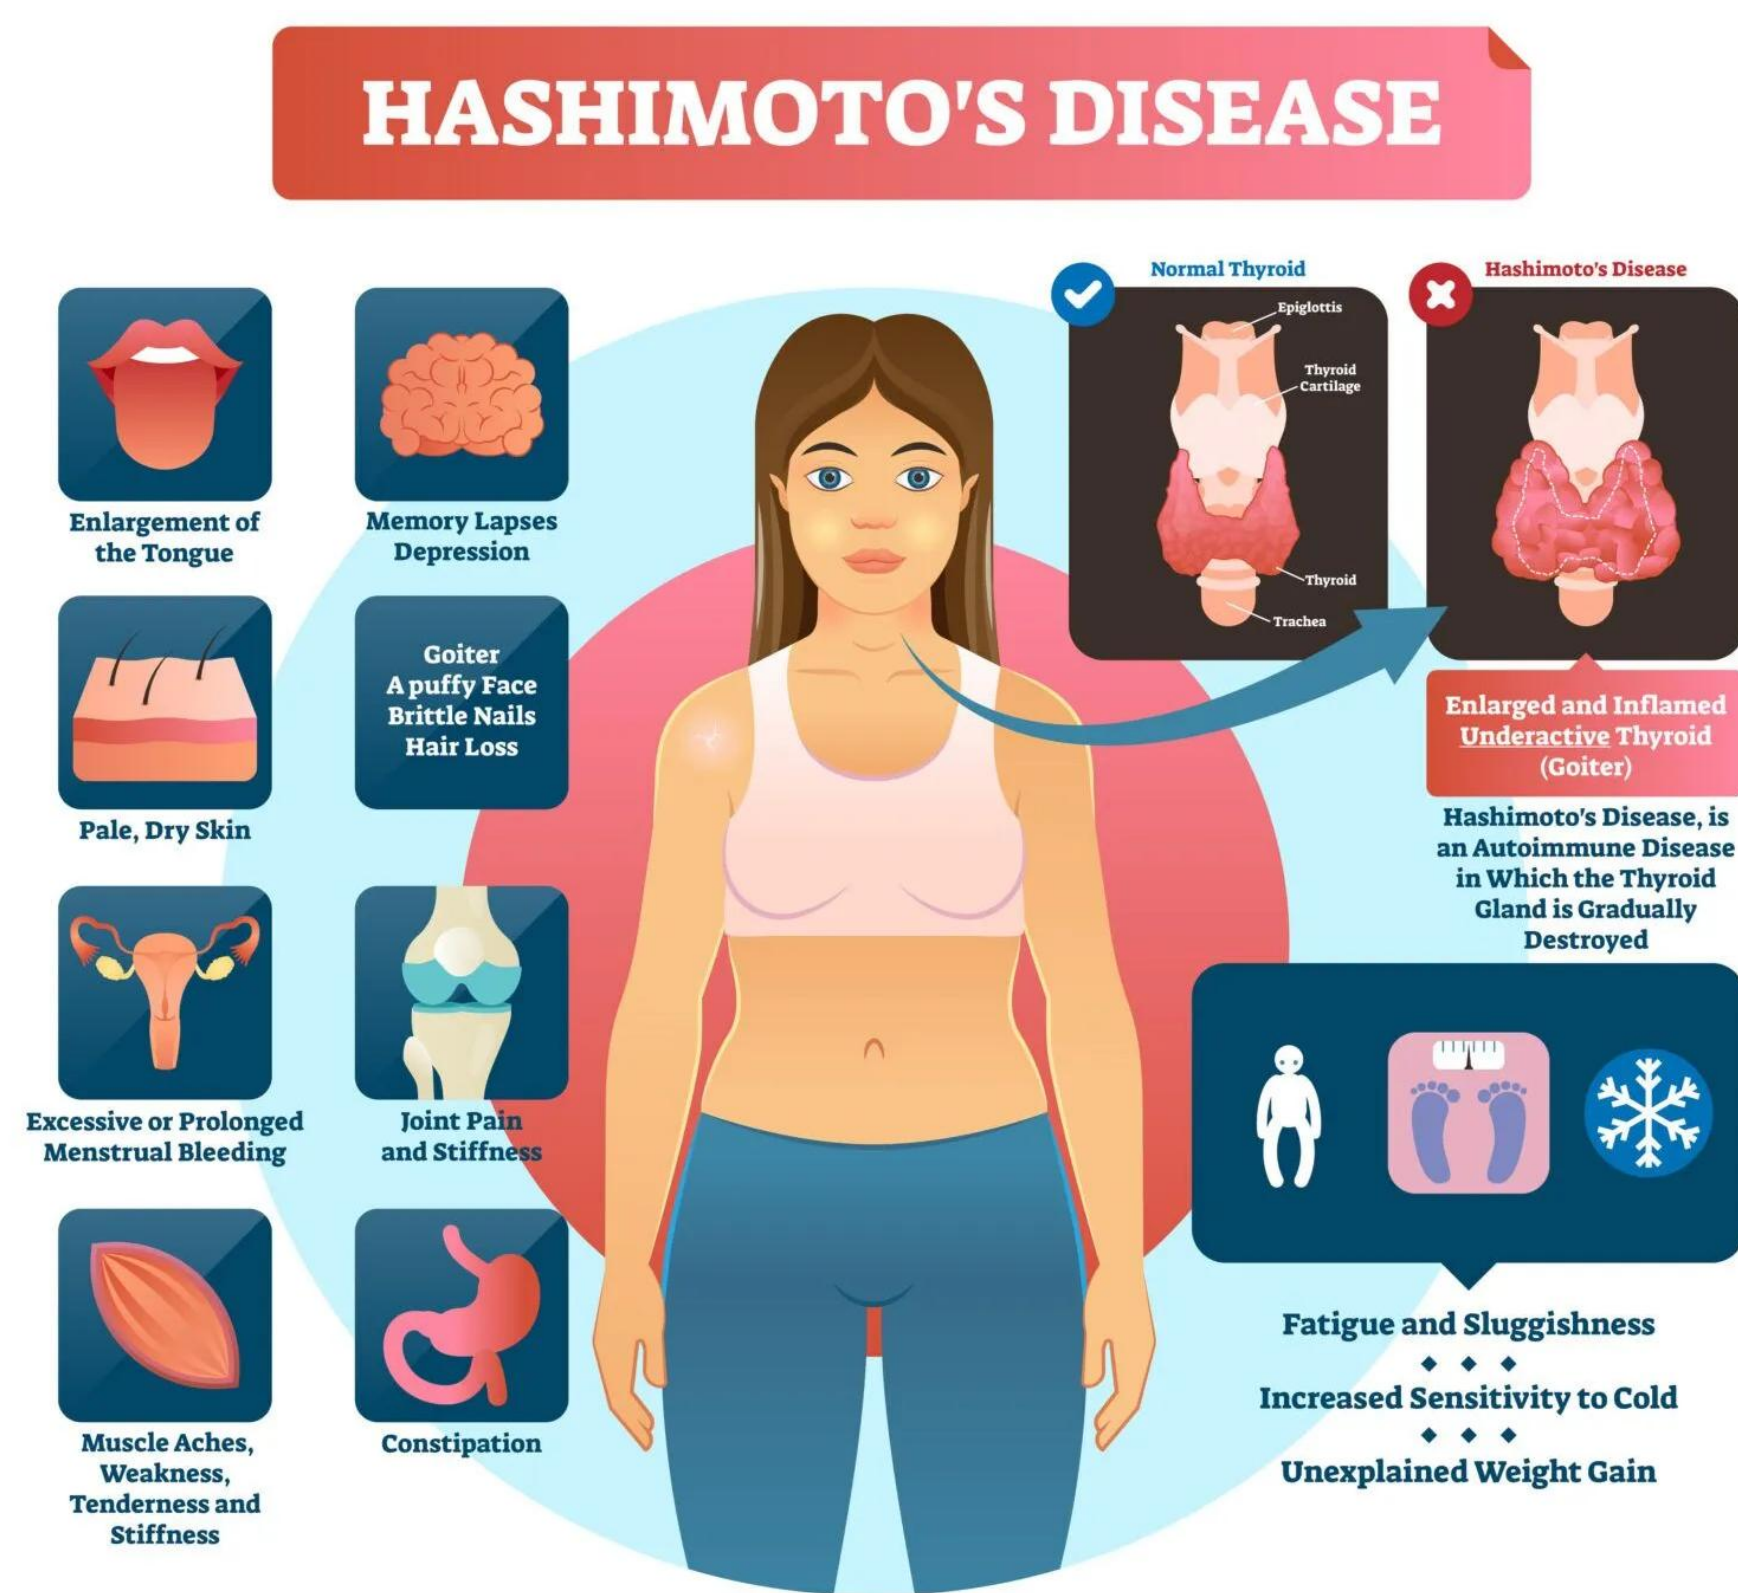 HASHIMOTO'S DISEASE
Enlargement of
the Tongue
Memory Lapses
Depression
Pale, Dry Skin
Goiter
A puffy Face
Brittle Nails
Hair Loss
Excessive or Prolonged
Menstrual Bleeding
Joint Pain
and Stiffness
Muscle Aches,
Weakness,
Tenderness and
Stiffness
Constipation
Normal Thyroid
Epiglottis
Thyroid
Cartilage
Thyroid
Trachea
Hashimoto's Disease
Enlarged and Inflamed
Underactive Thyroid
(Goiter)
Hashimoto's Disease, is
an Autoimmune Disease
in Which the Thyroid
Gland is Gradually
Destroyed
Fatigue and Sluggishness
Increased Sensitivity to Cold
Unexplained Weight Gain